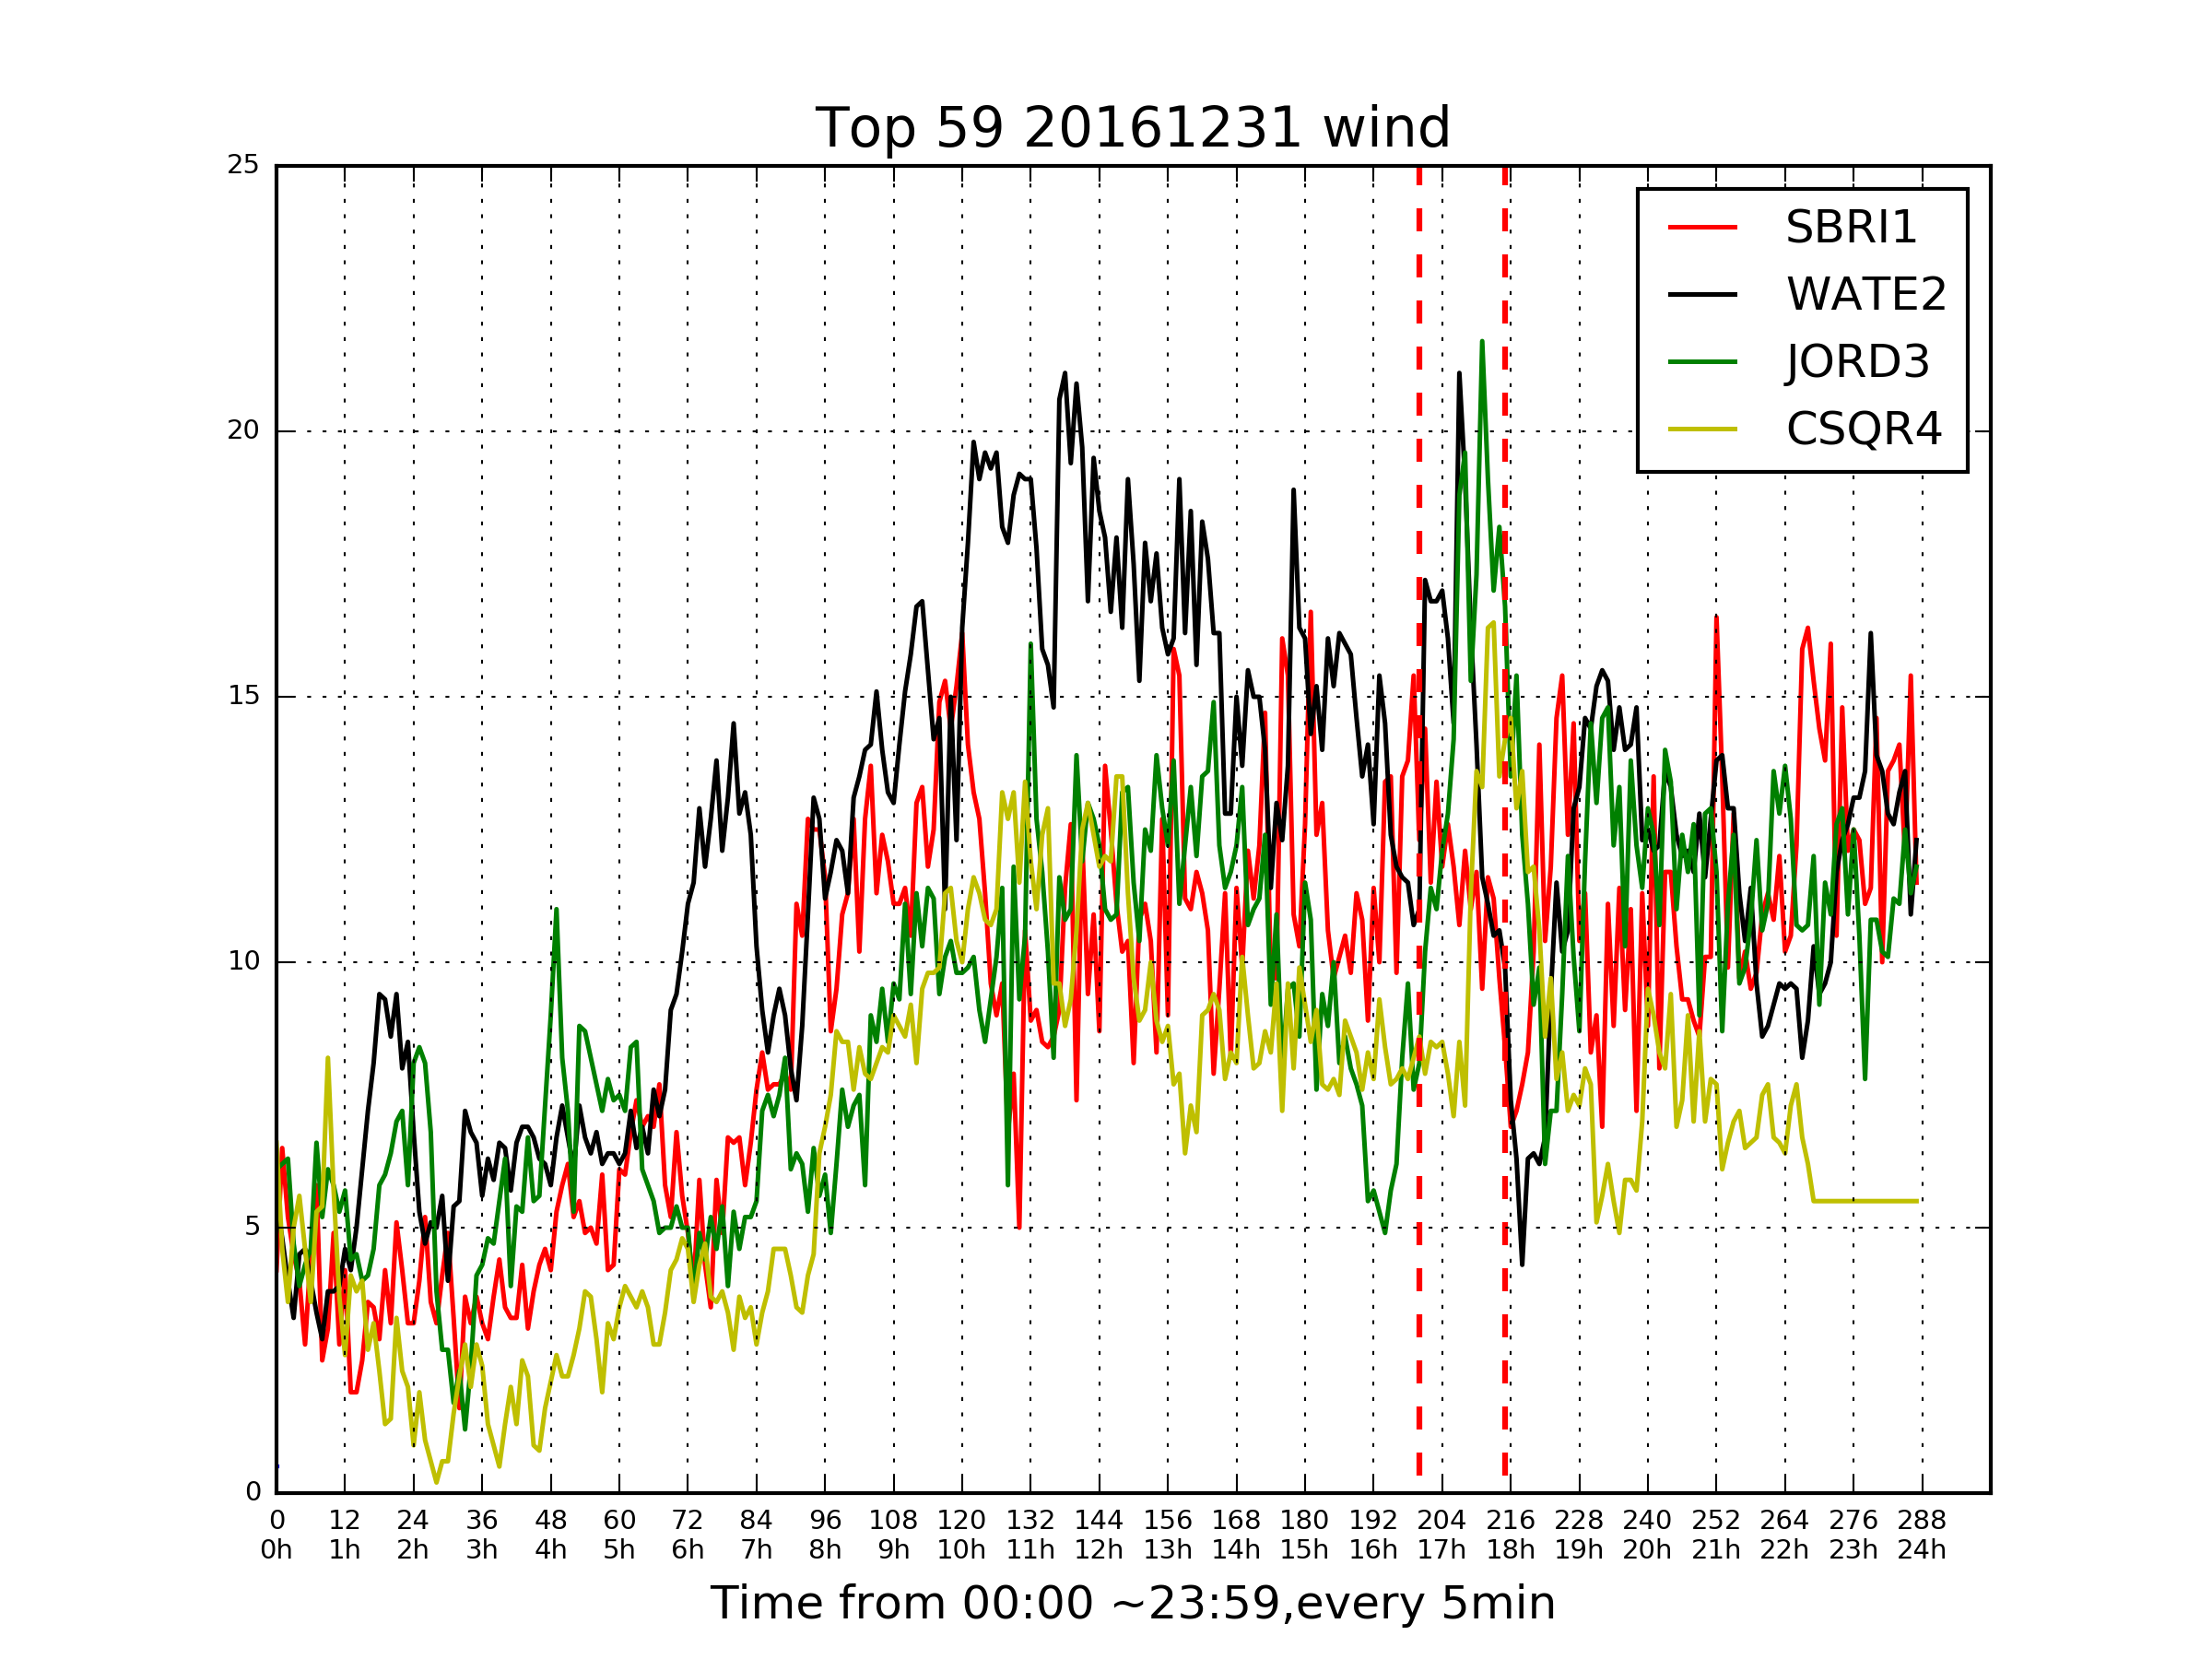 Top 59 20161231 wind
25
20
15
10
5
0
SBRI1
WATE2
JORD3
CSQR4
0 12 24 36 48 60 72 84 96 108 120 132 144 156 168 180 192 204 216 228 240 252 264 276 288
0h 1h 2h 3h 4h 5h 6h 7h 8h 9h 10h 11h 12h 13h 14h 15h 16h 17h 18h 19h 20h 21h 22h 23h 24h
Time from 00:00 ~23:59,every 5min